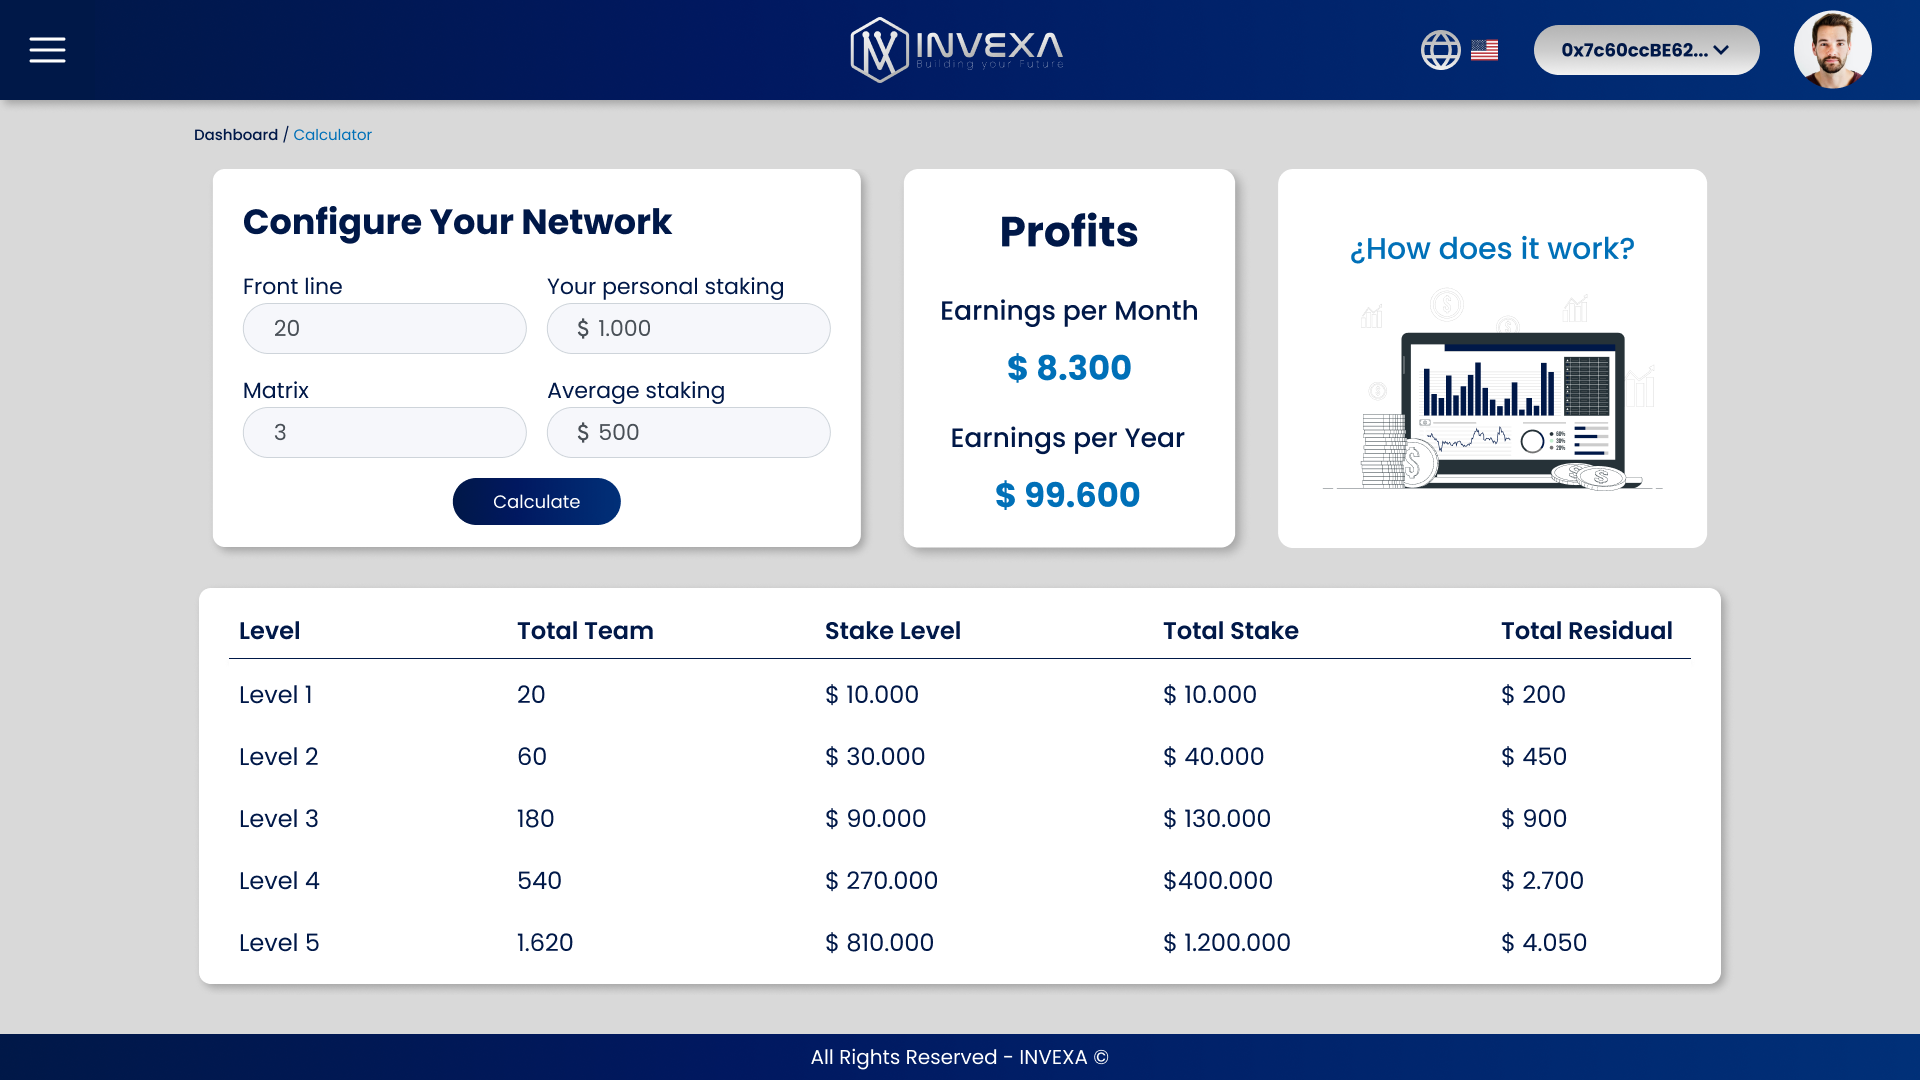 INVEXA
Building your Future
0x7c60ccBE62...
Dashboard / Calculator
Configure Your Network
Front line
Your personal staking
20
$ 1.000
Matrix
Average staking
3
$ 500
Calculate
Profits
Earnings per Month
$ 8.300
Earnings per Year
$ 99.600
¿How does it work?
Level Total Team Stake Level Total Stake Total Residual
Level 1 20 $ 10.000 $ 10.000 $ 200
Level 2 60 $ 30.000 $ 40.000 $ 450
Level 3 180 $ 90.000 $ 130.000 $ 900
Level 4 540 $ 270.000 $400.000 $ 2.700
Level 5 1.620 $ 810.000 $ 1.200.000 $ 4.050
All Rights Reserved - INVEXA ©